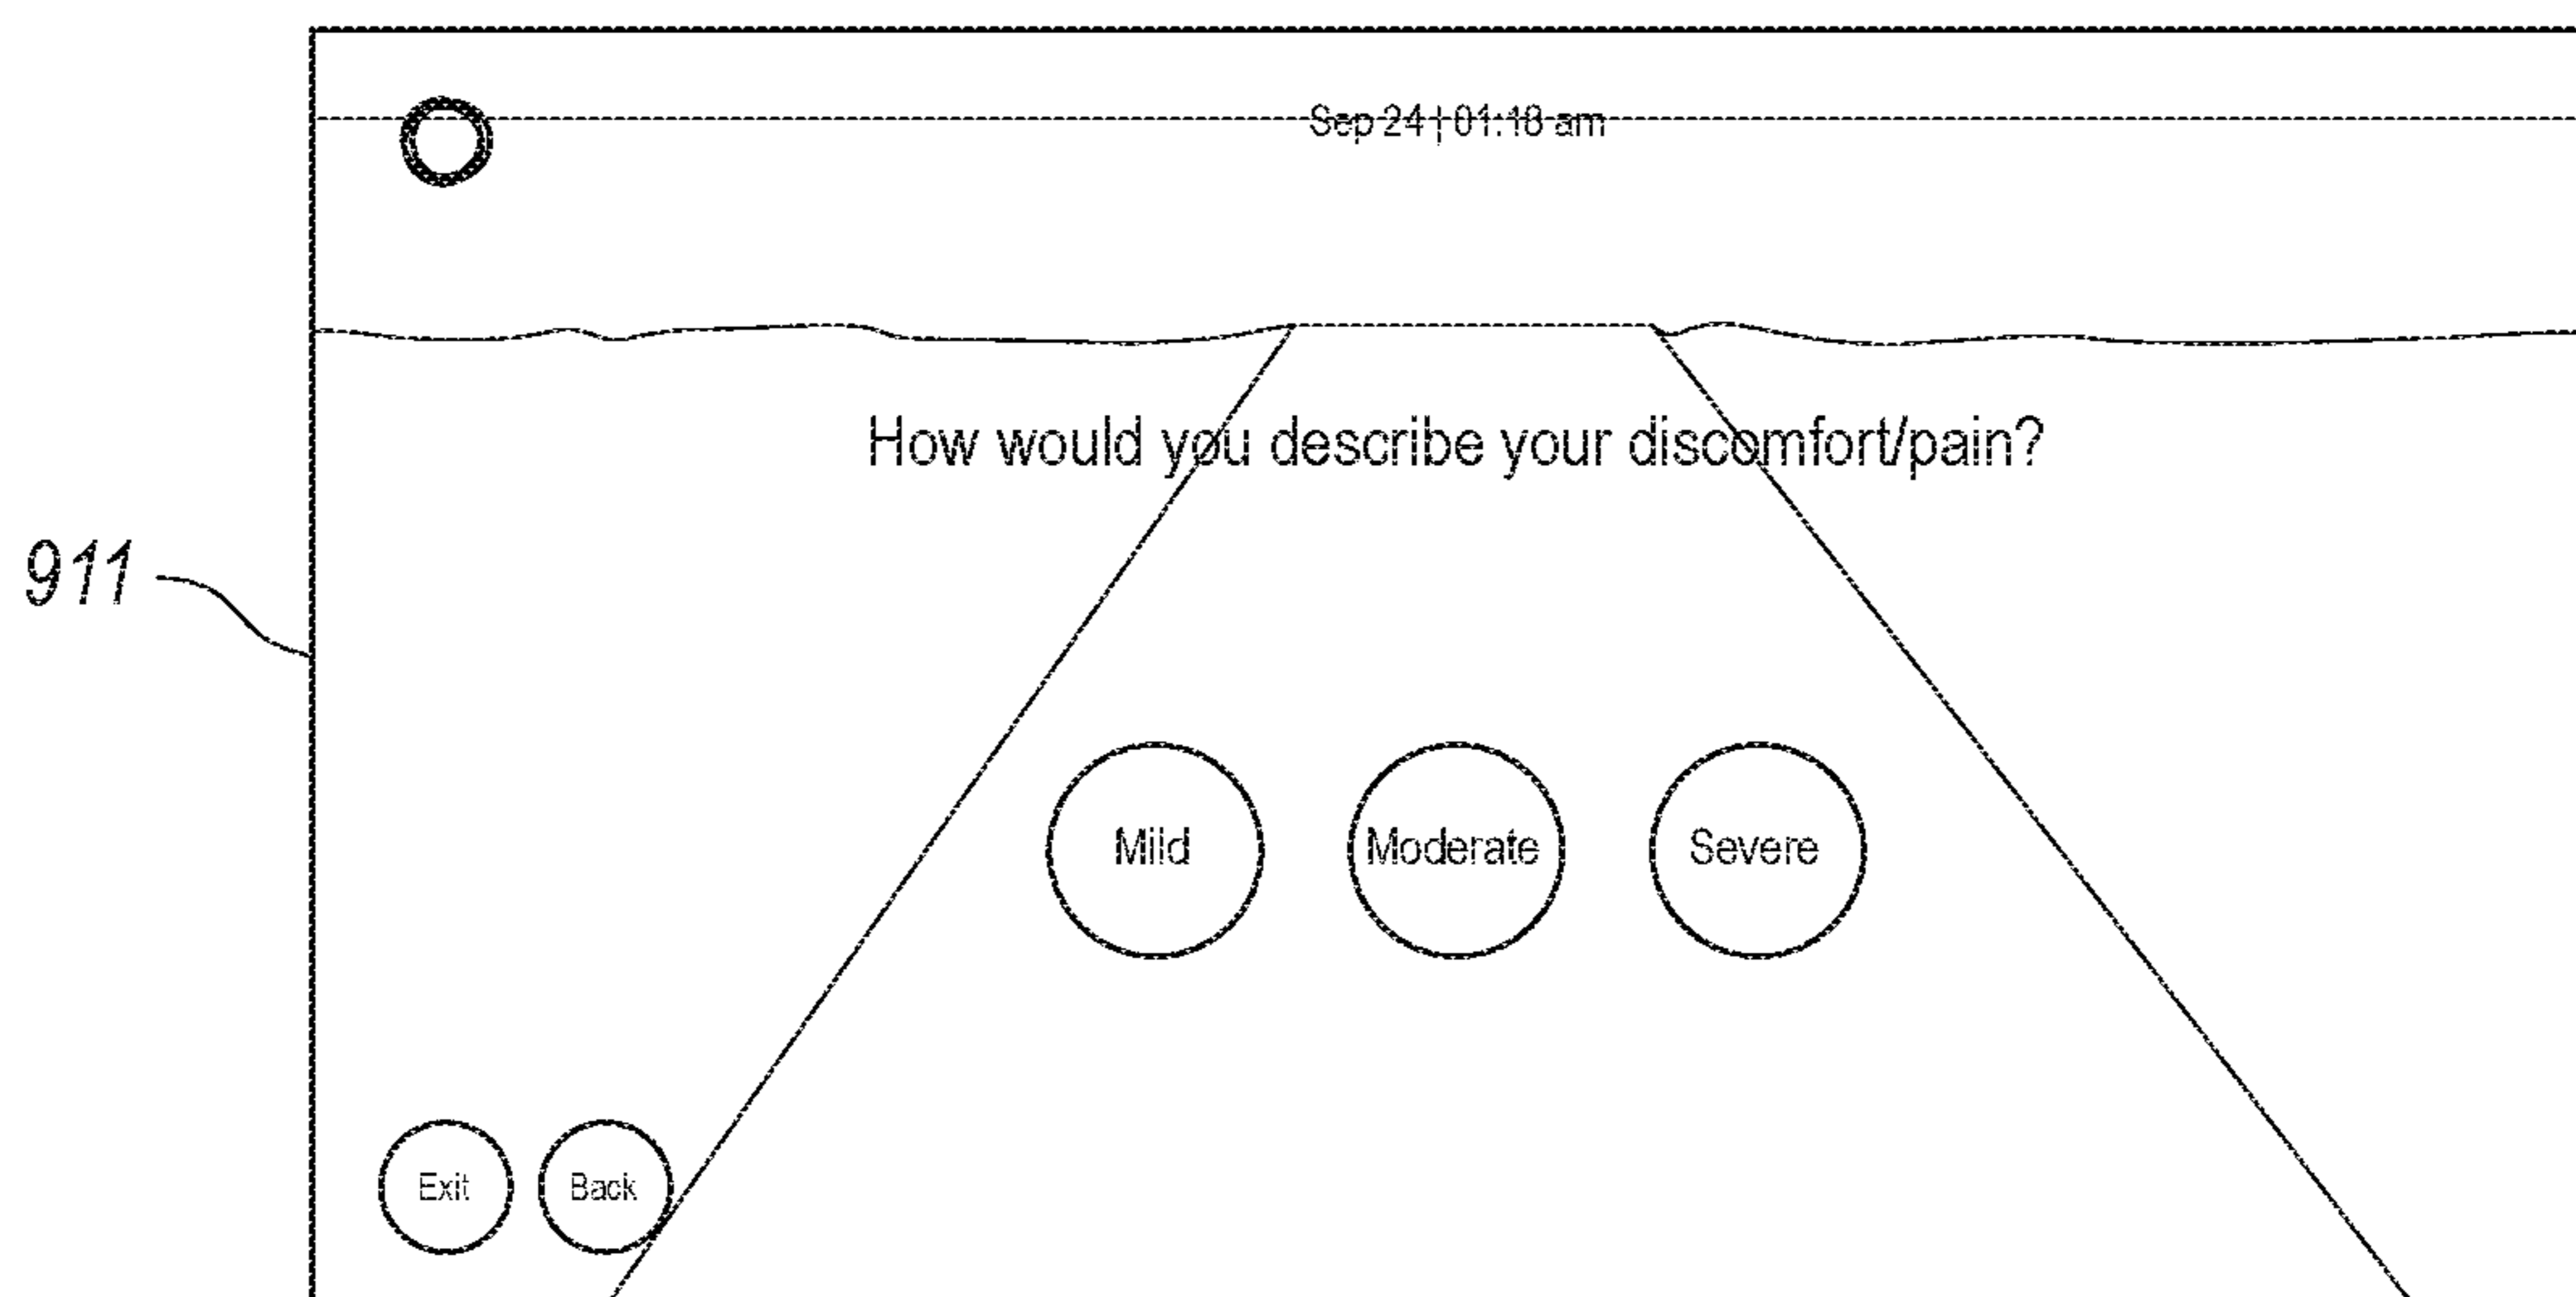 Sep 24 | 01:18 am
How would you describe your discomfort/pain?
911
Mild Moderate Severe
Exit Back